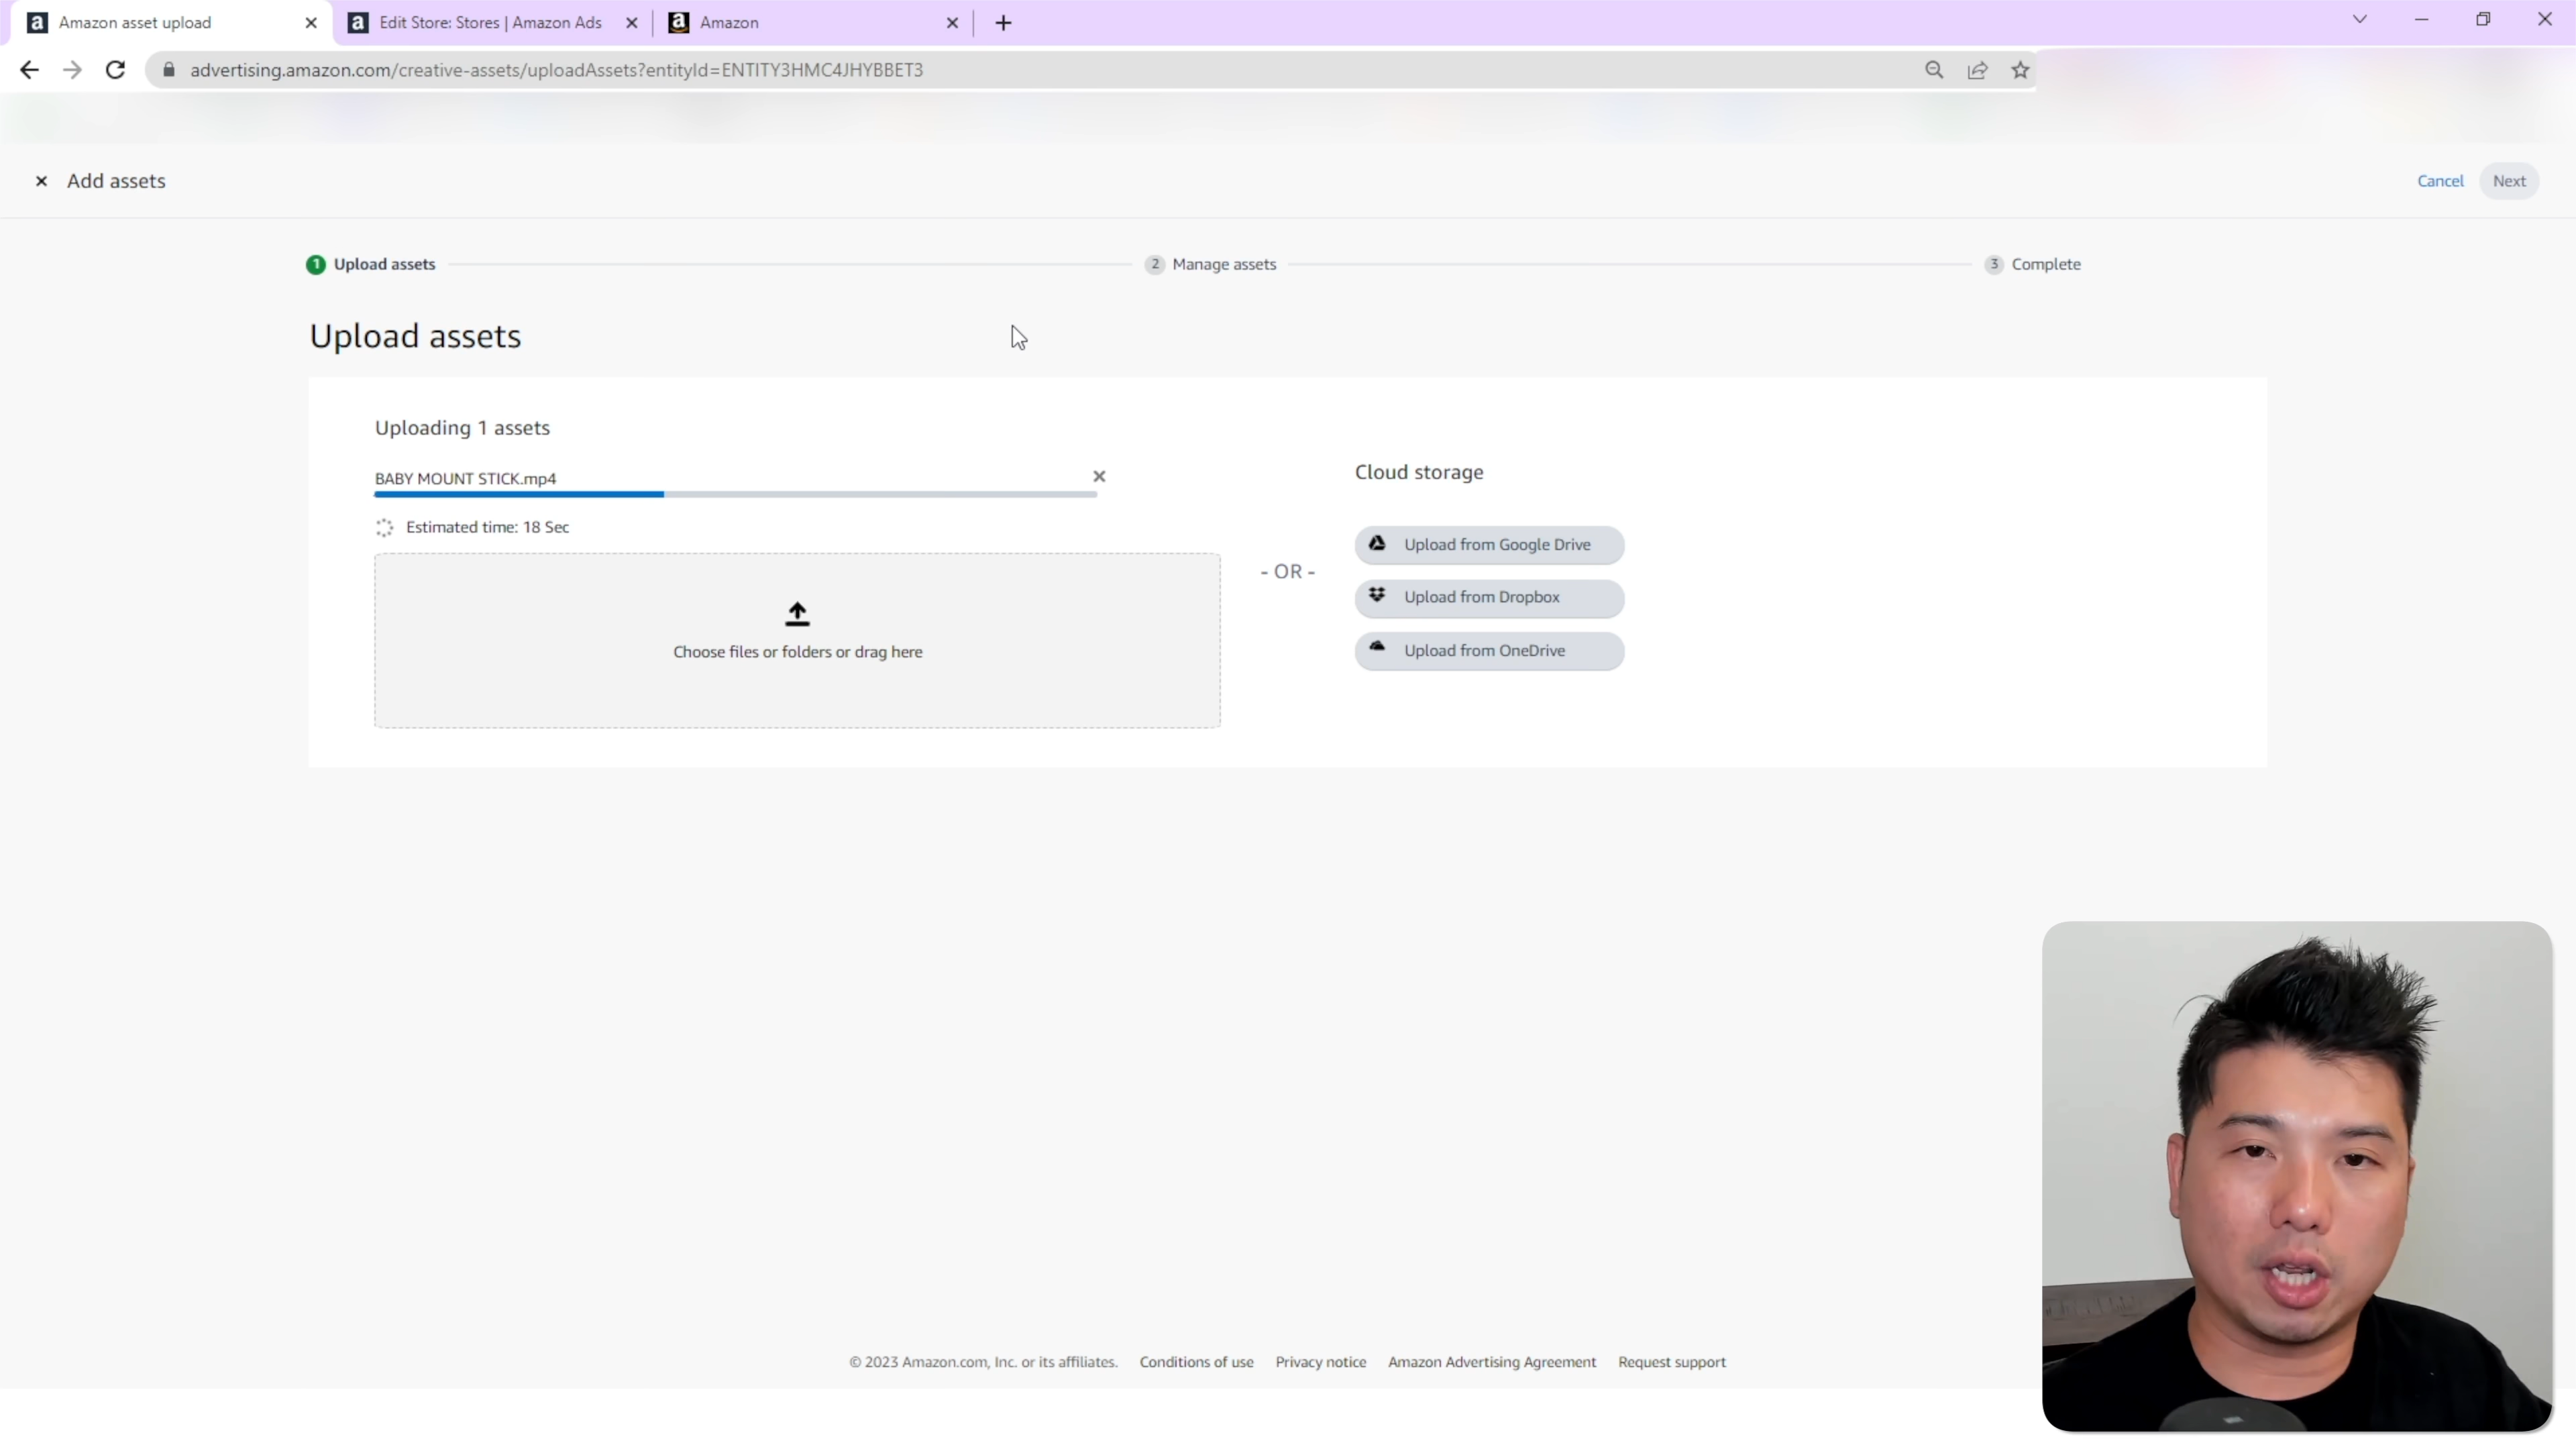 Amazon asset upload
Edit Store: Stores | Amazon Ads
Amazon
advertising.amazon.com/creative-assets/uploadAssets?entityId=ENTITY3HMC4JHYBBET3
Add assets
Cancel
Next
1 Upload assets
2 Manage assets
3 Complete
Upload assets
Uploading 1 assets
BABY MOUNT STICK.mp4
Estimated time: 18 Sec
Choose files or folders or drag here
- OR -
Cloud storage
Upload from Google Drive
Upload from Dropbox
Upload from OneDrive
© 2023 Amazon.com, Inc. or its affiliates. Conditions of use Privacy notice Amazon Advertising Agreement Request support